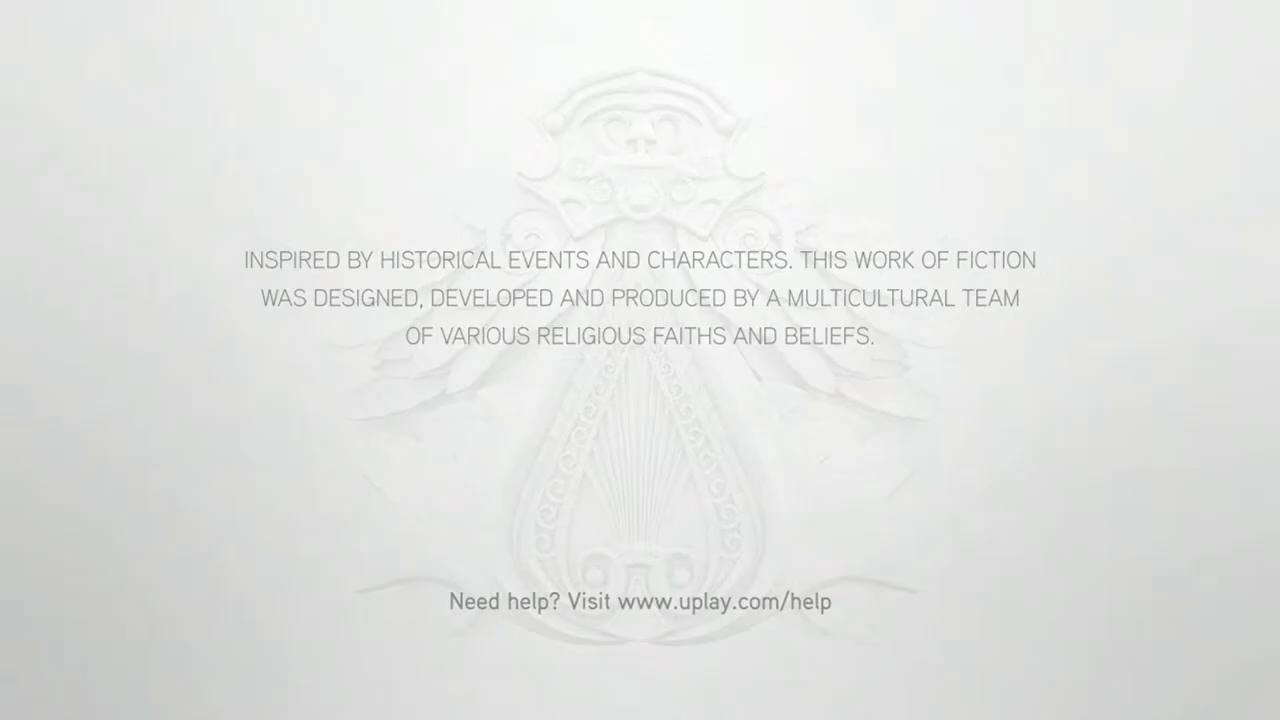 INSPIRED BY HISTORICAL EVENTS AND CHARACTERS. THIS WORK OF FICTION
WAS DESIGNED, DEVELOPED AND PRODUCED BY A MULTICULTURAL TEAM
OF VARIOUS RELIGIOUS FAITHS AND BELIEFS.
Need help? Visit www.uplay.com/help